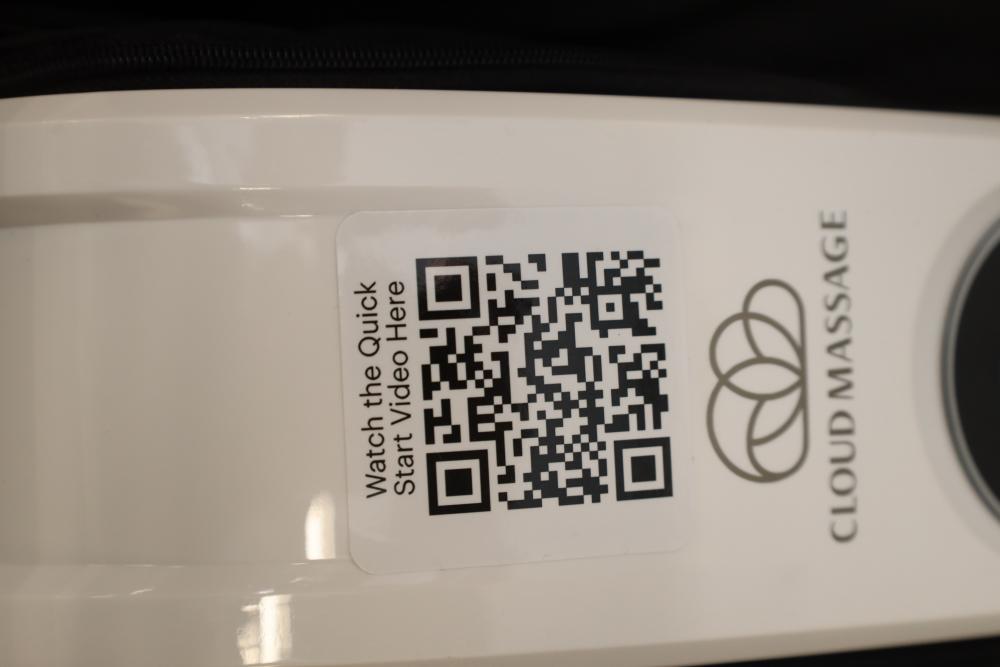 Watch the Quick
Start Video Here
CLOUD MASSAGE